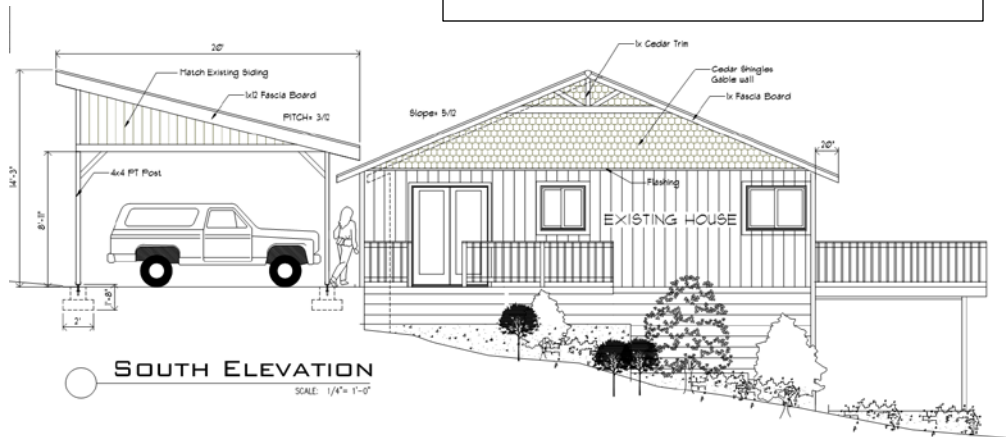 20'
1x Cedar Trim
Match Existing Siding
Cedar Shingles
Gable wall
1x12 Fascia Board
1x Fascia Board
PITCH= 3/12
Slope= 5/12
20"
14'-3"
4x4 PT Post
Flashing
8'-11"
EXISTING HOUSE
1'-8"
2'
SOUTH ELEVATION
SCALE: 1/4"= 1'-0"